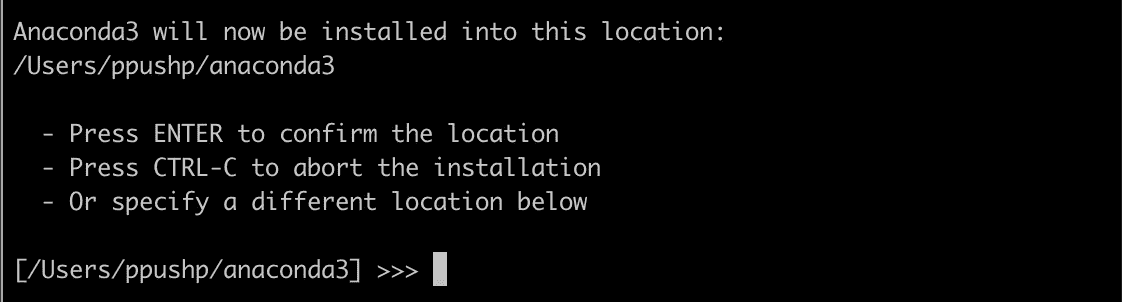 Anaconda3 will now be installed into this location:
/Users/ppushp/anaconda3
- Press ENTER to confirm the location
- Press CTRL-C to abort the installation
- Or specify a different location below
[/Users/ppushp/anaconda3] >>>